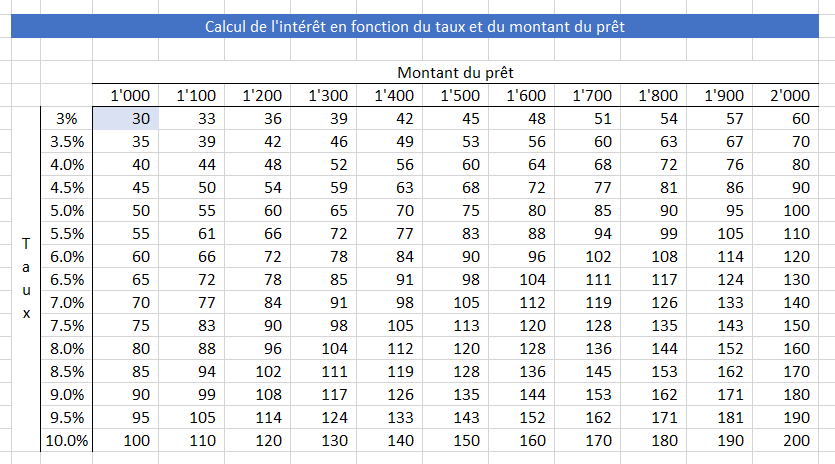 Calcul de l'intérêt en fonction du taux et du montant du prêt
Montant du prêt
1'000 1'100 1'200 1'300 1'400 1'500 1'600 1'700 1'800 1'900 2'000
3% 30 33 36 39 42 45 48 51 54 57 60
3.5% 35 39 42 46 49 53 56 60 63 67 70
4.0% 40 44 48 52 56 60 64 68 72 76 80
4.5% 45 50 54 59 63 68 72 77 81 86 90
5.0% 50 55 60 65 70 75 80 85 90 95 100
5.5% 55 61 66 72 77 83 88 94 99 105 110
Taux
6.0% 60 66 72 78 84 90 96 102 108 114 120
6.5% 65 72 78 85 91 98 104 111 117 124 130
7.0% 70 77 84 91 98 105 112 119 126 133 140
7.5% 75 83 90 98 105 113 120 128 135 143 150
8.0% 80 88 96 104 112 120 128 136 144 152 160
8.5% 85 94 102 111 119 128 136 145 153 162 170
9.0% 90 99 108 117 126 135 144 153 162 171 180
9.5% 95 105 114 124 133 143 152 162 171 181 190
10.0% 100 110 120 130 140 150 160 170 180 190 200